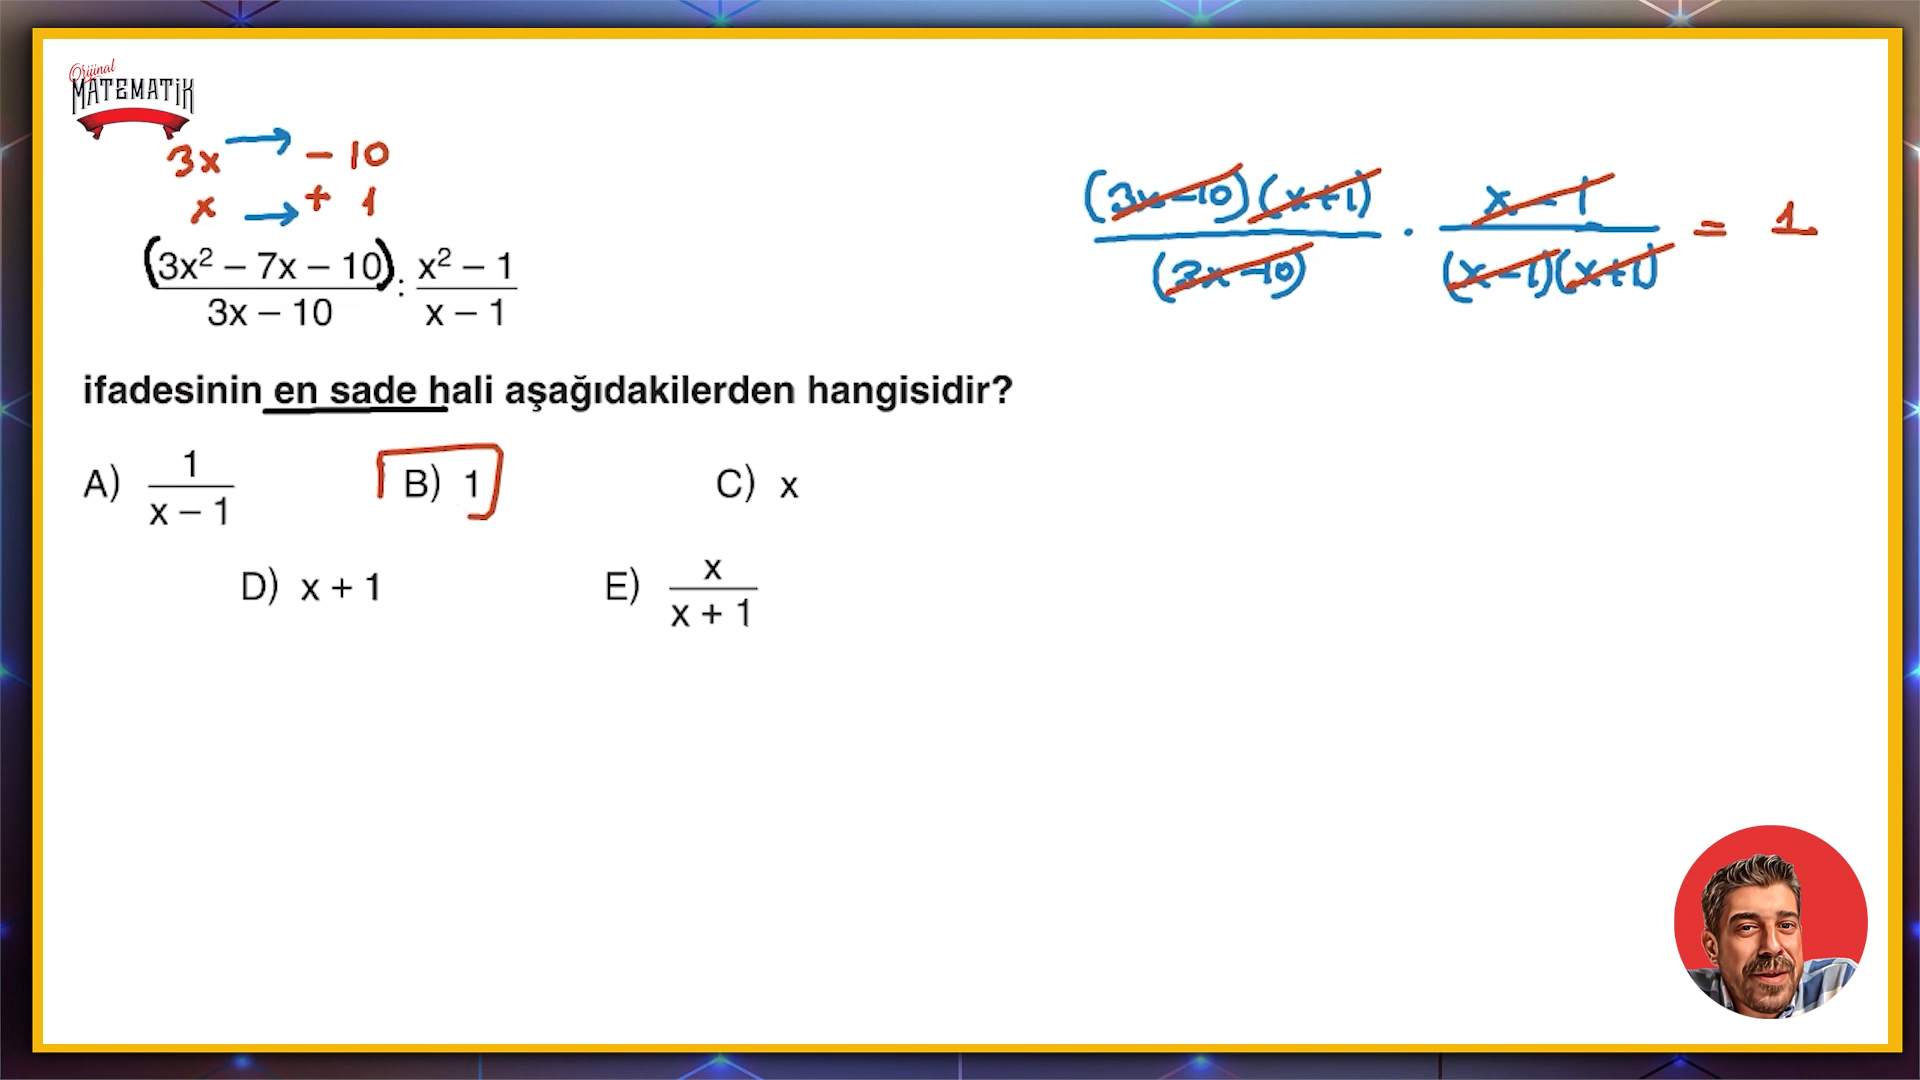 Orijinal
MATEMATİK
3x → − 10
x → + 1
(3x² − 7x − 10) / 3x − 10 : x² − 1 / x − 1
ifadesinin en sade hali aşağıdakilerden hangisidir?
A) 1 / x − 1 B) 1 C) x
D) x + 1 E) x / x + 1
(3x − 10)(x + 1) / (3x − 10) · x − 1 / (x − 1)(x + 1) = 1